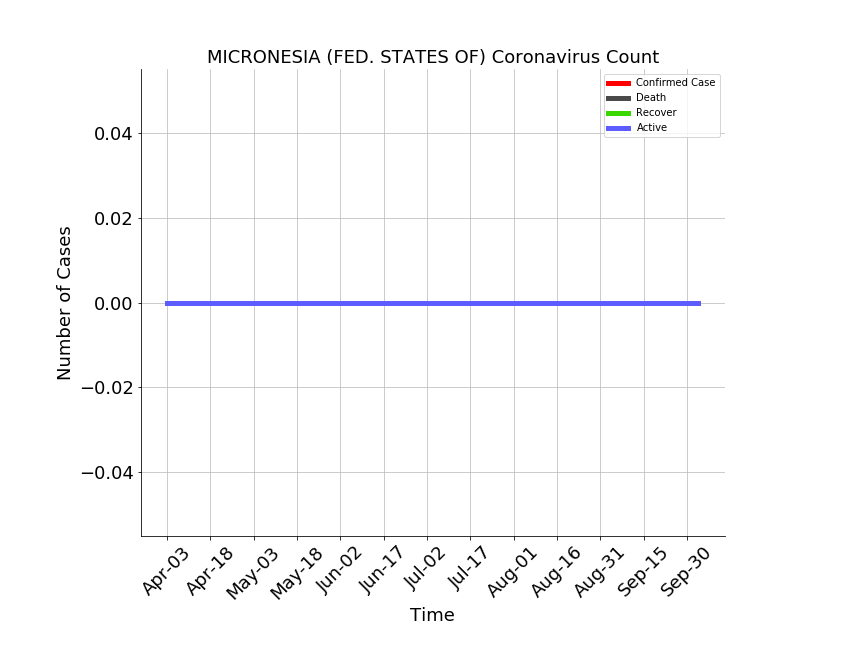 MICRONESIA (FED. STATES OF) Coronavirus Count
Confirmed Case
Death
Recover
Active
Number of Cases
0.04
0.02
0.00
−0.02
−0.04
Apr-03
Apr-18
May-03
May-18
Jun-02
Jun-17
Jul-02
Jul-17
Aug-01
Aug-16
Aug-31
Sep-15
Sep-30
Time